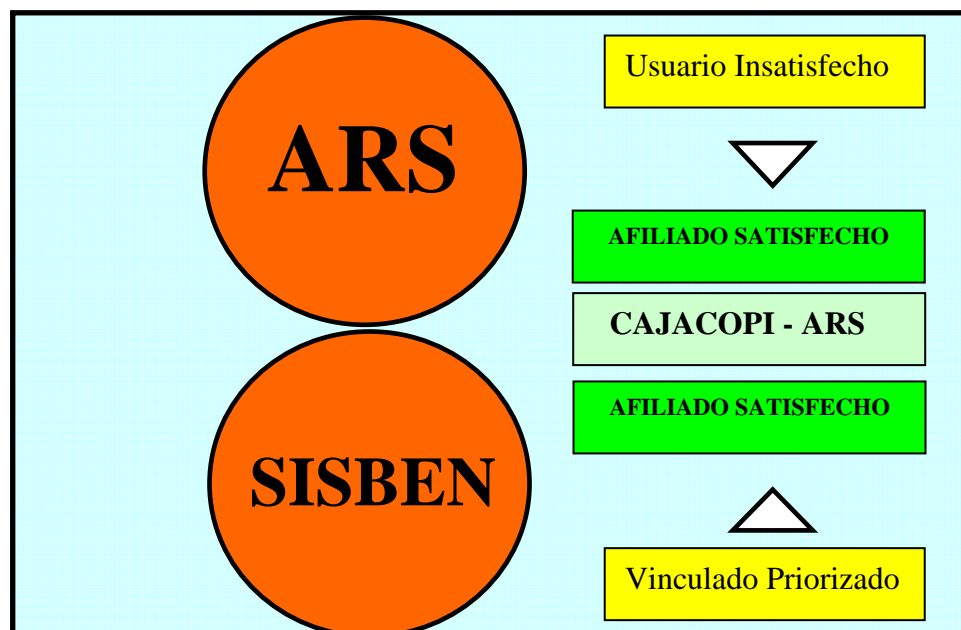 ARS
Usuario Insatisfecho
AFILIADO SATISFECHO
CAJACOPI - ARS
AFILIADO SATISFECHO
SISBEN
Vinculado Priorizado